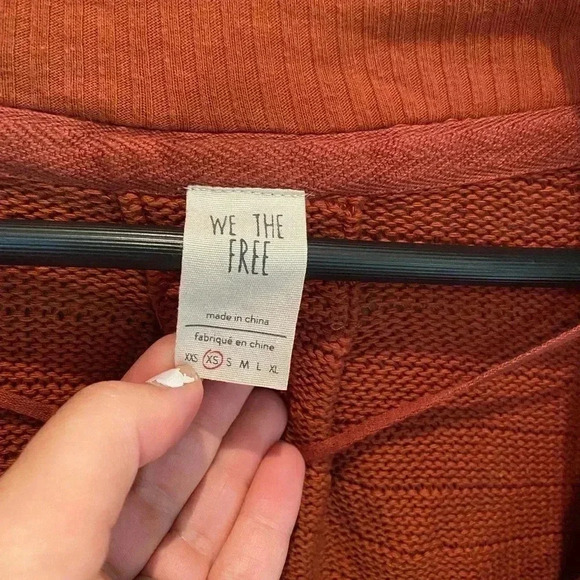 WE THE
FREE
made in china
fabriqué en chine
XXS XS S M L XL